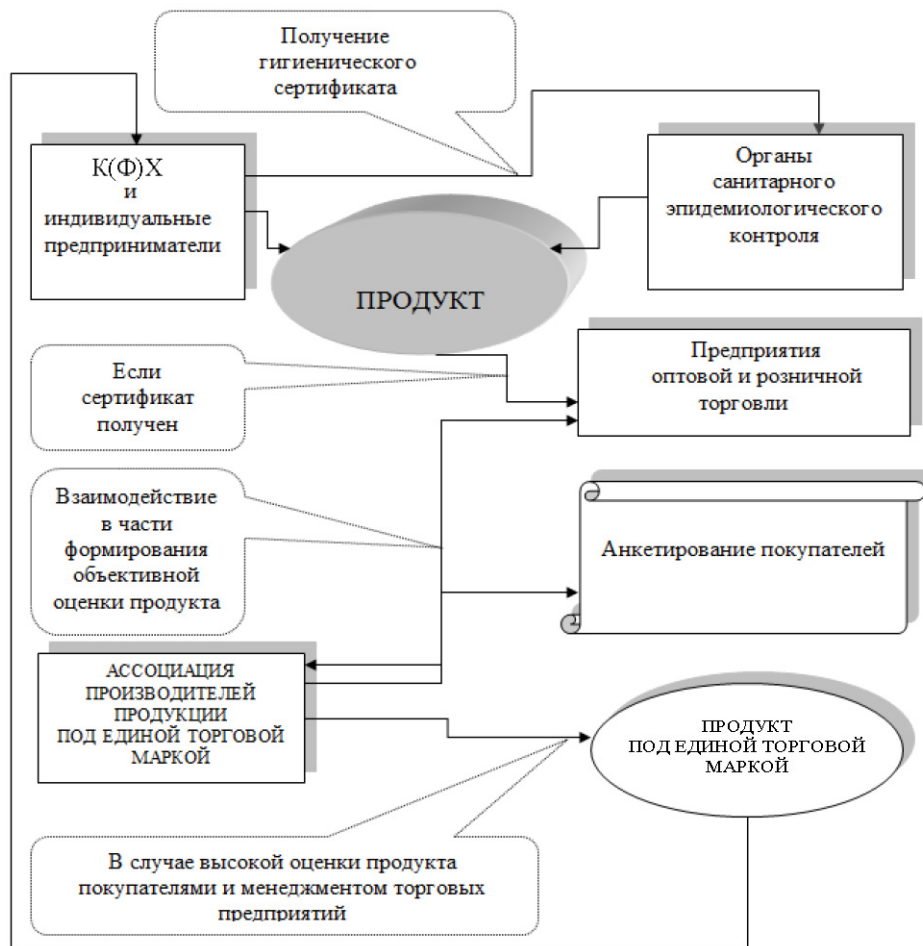 Получение
гигиенического
сертификата
К(Ф)Х
и
индивидуальные
предприниматели
Органы
санитарного
эпидемиологического
контроля
ПРОДУКТ
Если
сертификат
получен
Предприятия
оптовой и розничной
торговли
Взаимодействие
в части
формирования
объективной
оценки продукта
Анкетирование покупателей
АССОЦИАЦИЯ
ПРОИЗВОДИТЕЛЕЙ
ПРОДУКЦИИ
ПОД ЕДИНОЙ ТОРГОВОЙ
МАРКОЙ
ПРОДУКТ
ПОД ЕДИНОЙ ТОРГОВОЙ
МАРКОЙ
В случае высокой оценки продукта
покупателями и менеджментом торговых
предприятий